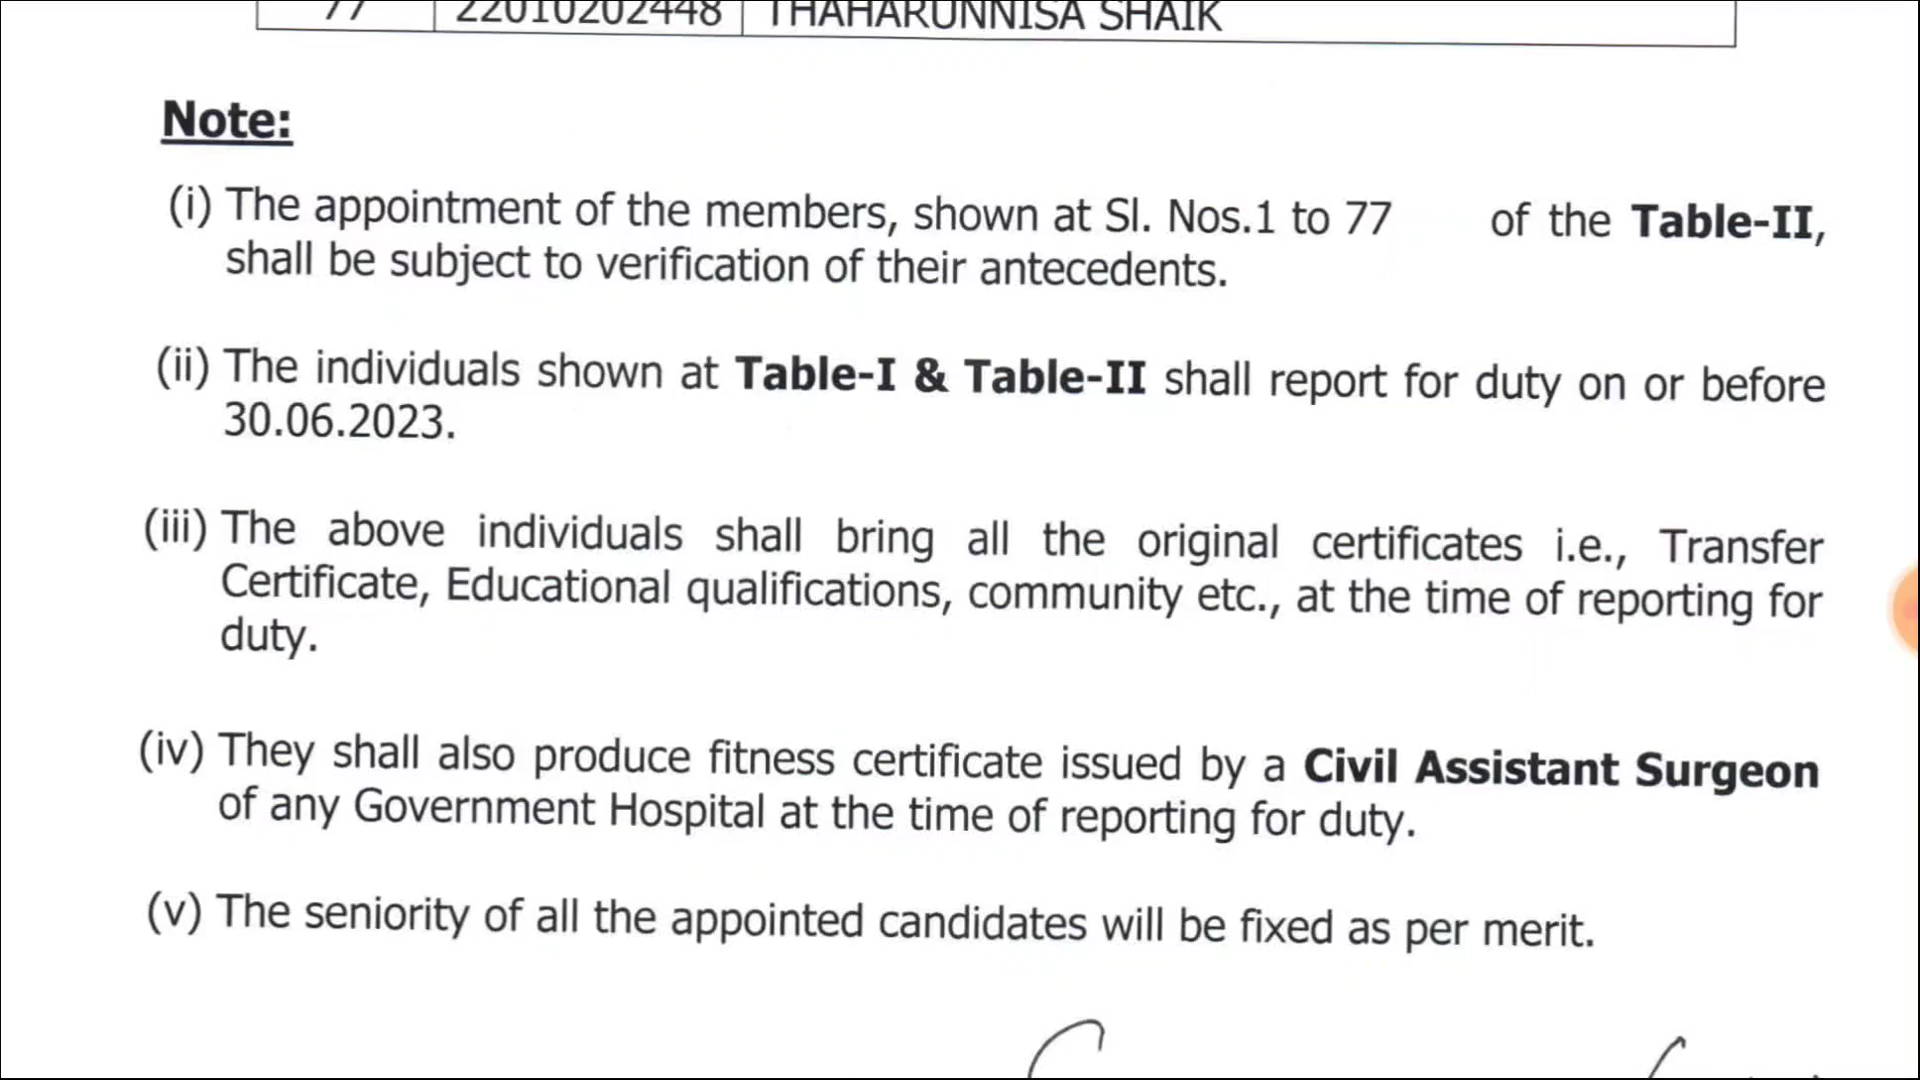 77 22010202448 THAHARUNNISA SHAIK
Note:
(i) The appointment of the members, shown at Sl. Nos.1 to 77 of the Table-II,
shall be subject to verification of their antecedents.
(ii) The individuals shown at Table-I & Table-II shall report for duty on or before
30.06.2023.
(iii) The above individuals shall bring all the original certificates i.e., Transfer
Certificate, Educational qualifications, community etc., at the time of reporting for
duty.
(iv) They shall also produce fitness certificate issued by a Civil Assistant Surgeon
of any Government Hospital at the time of reporting for duty.
(v) The seniority of all the appointed candidates will be fixed as per merit.